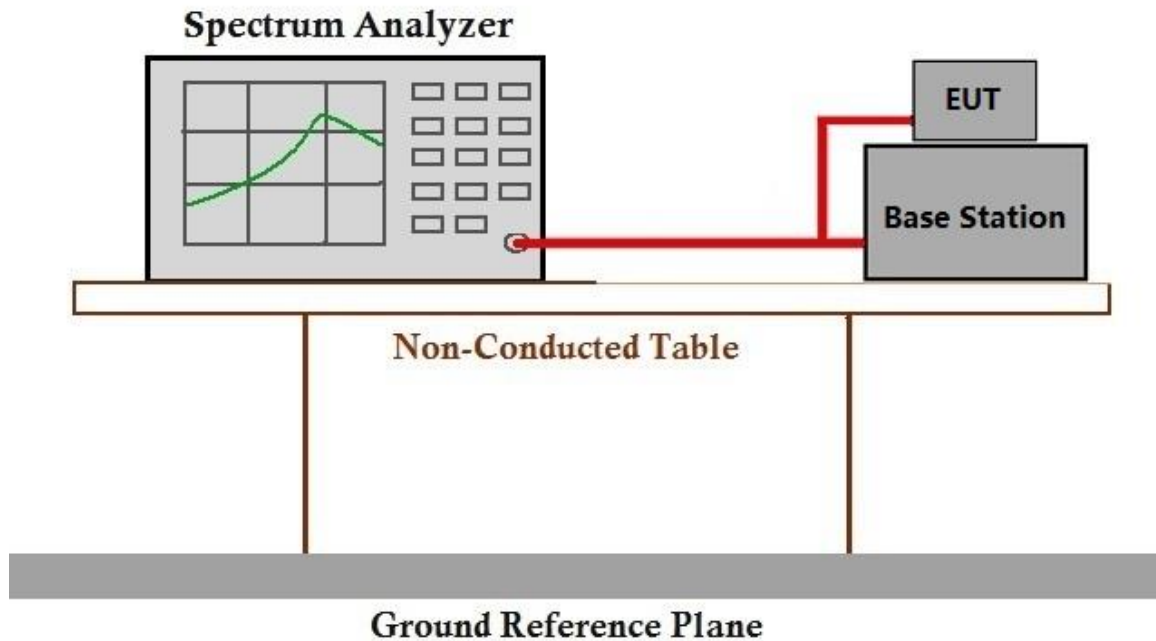 Spectrum Analyzer
EUT
Base Station
Non-Conducted Table
Ground Reference Plane